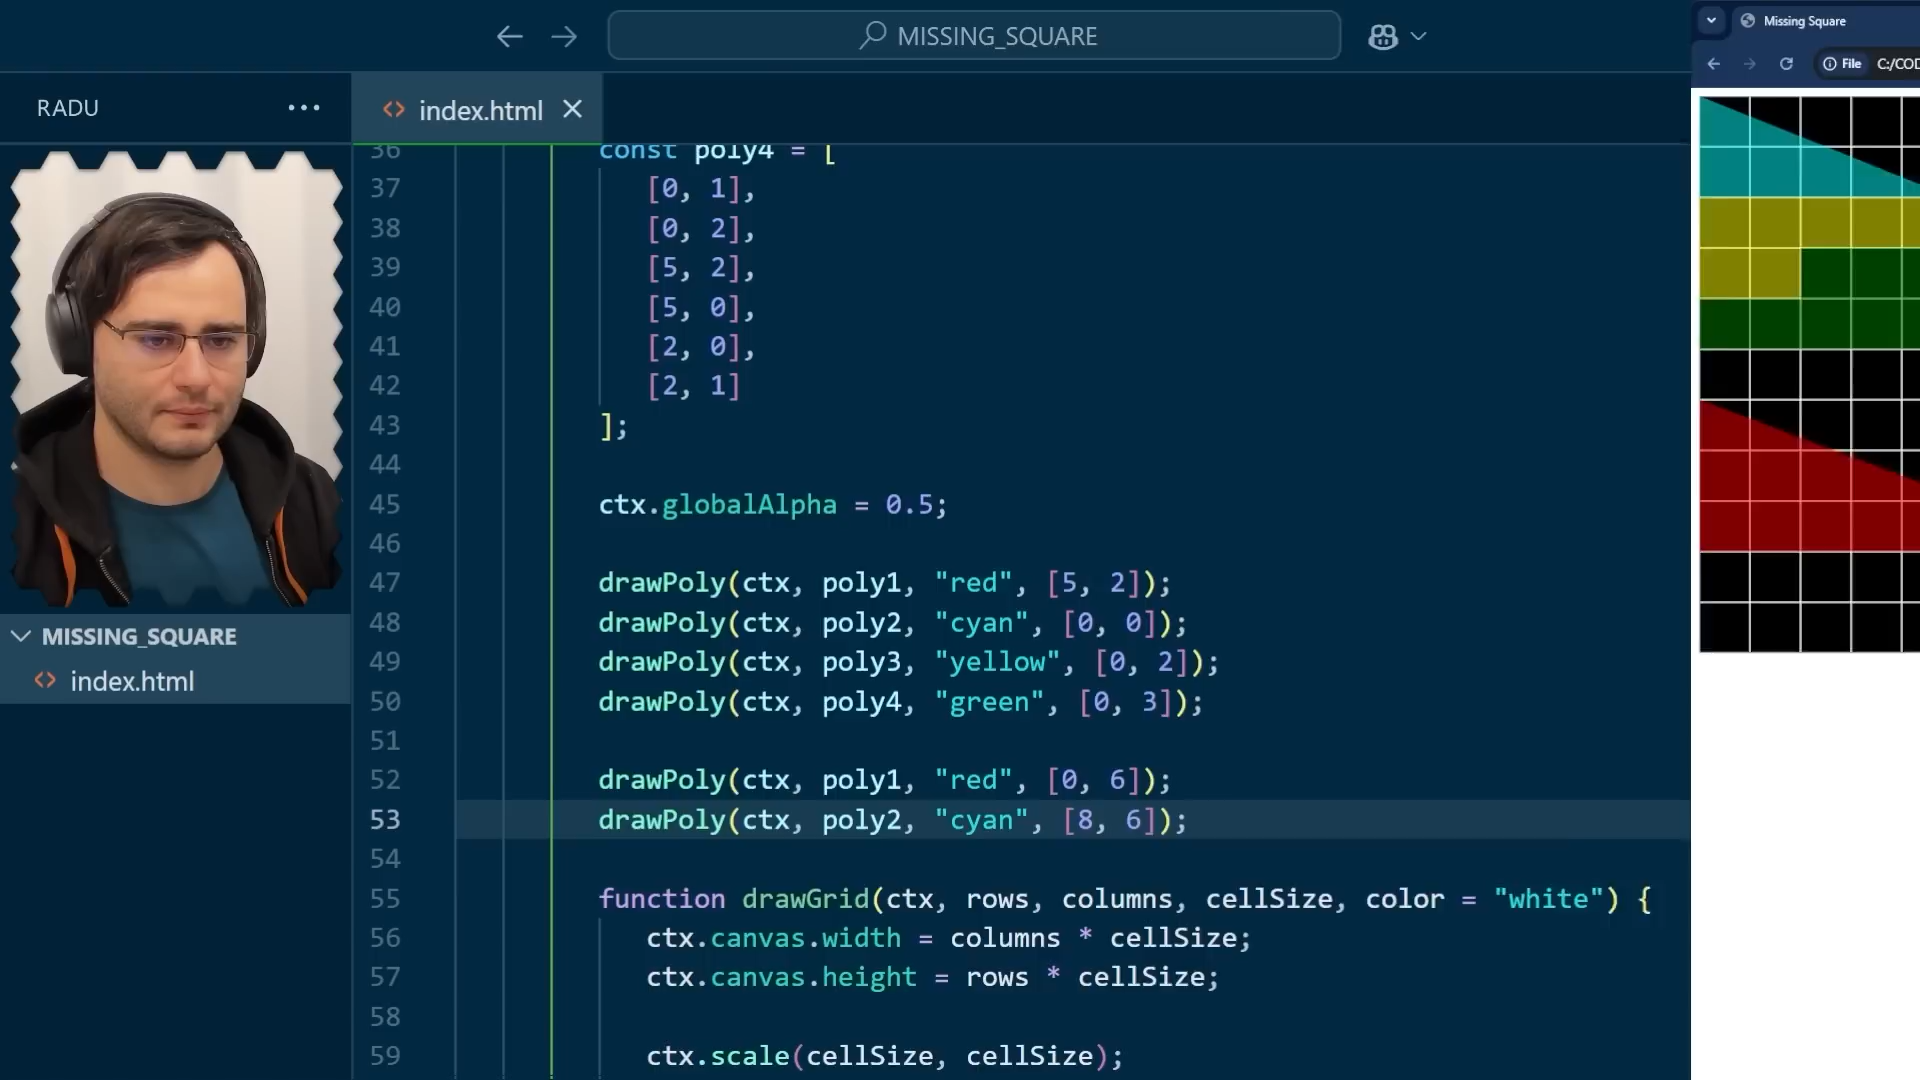 MISSING_SQUARE
Missing Square
File C:/COD
RADU
index.html
36 const poly4 = [
37 [0, 1],
38 [0, 2],
39 [5, 2],
40 [5, 0],
41 [2, 0],
42 [2, 1]
43 ];
44
45 ctx.globalAlpha = 0.5;
46
47 drawPoly(ctx, poly1, "red", [5, 2]);
48 drawPoly(ctx, poly2, "cyan", [0, 0]);
49 drawPoly(ctx, poly3, "yellow", [0, 2]);
50 drawPoly(ctx, poly4, "green", [0, 3]);
51
52 drawPoly(ctx, poly1, "red", [0, 6]);
53 drawPoly(ctx, poly2, "cyan", [8, 6]);
54
55 function drawGrid(ctx, rows, columns, cellSize, color = "white") {
56 ctx.canvas.width = columns * cellSize;
57 ctx.canvas.height = rows * cellSize;
58
59 ctx.scale(cellSize, cellSize);
MISSING_SQUARE
index.html